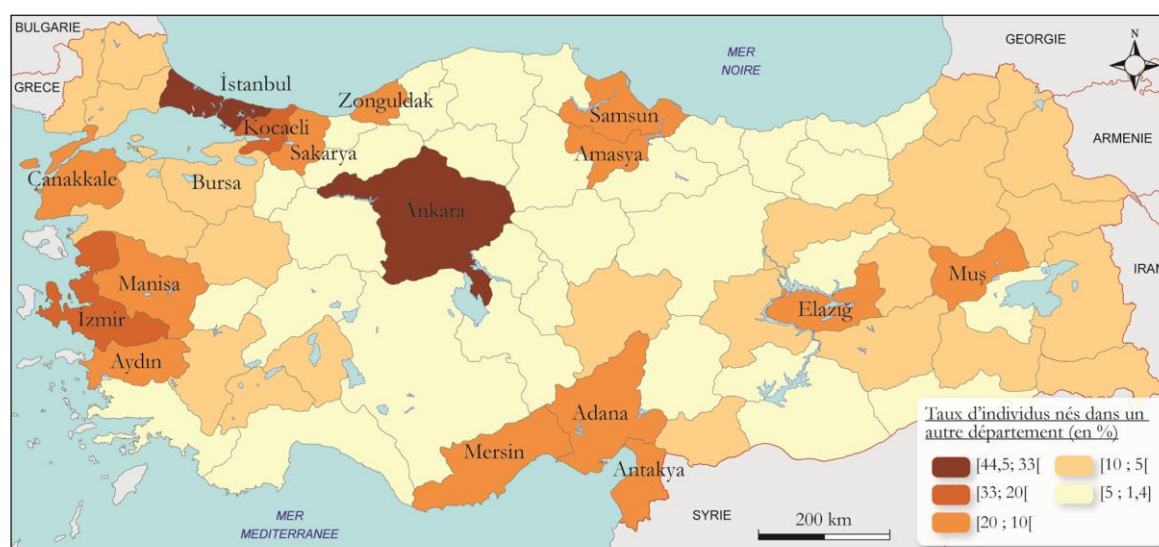 BULGARIE
GEORGIE
MER
NOIRE
N
GRECE
İstanbul
Zonguldak
Kocaeli
Samsun
Sakarya
Amasya
ARMENIE
Çanakkale
Bursa
Ankara
Manisa
Muş
IRAN
İzmir
Elazığ
Aydın
Adana
Mersin
Antakya
SYRIE
MER
MEDITERRANEE
200 km
Taux d'individus nés dans un
autre département (en %)
[44,5; 33[
[33; 20[
[20 ; 10[
[10 ; 5[
[5 ; 1,4]